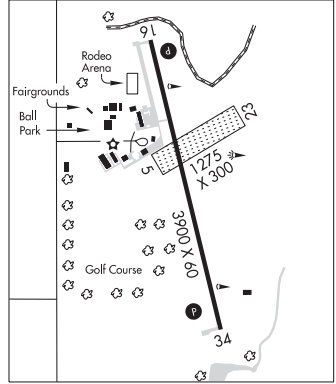 16
P
Rodeo
Arena
Fairgrounds
Ball
Park
23
5
1275
X 300
3900 X 60
Golf Course
P
34